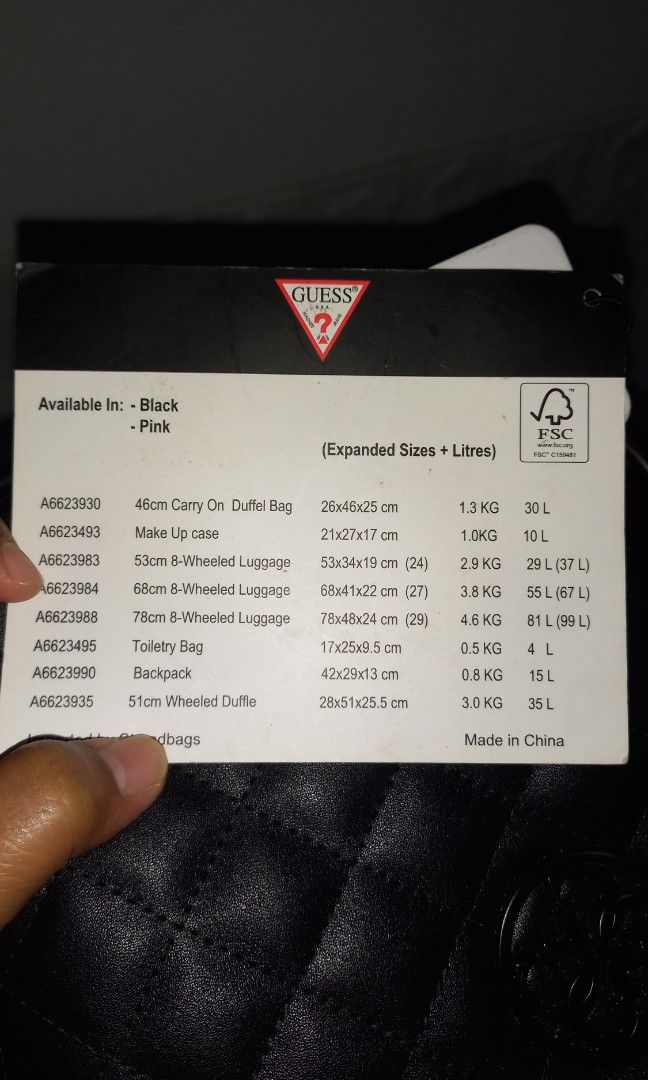 GUESS®
U.S.A.
?
Available In: - Black
- Pink
FSC
www.fsc.org
FSC™ C159481
(Expanded Sizes + Litres)
A6623930 46cm Carry On Duffel Bag 26x46x25 cm 1.3 KG 30 L
A6623493 Make Up case 21x27x17 cm 1.0KG 10 L
A6623983 53cm 8-Wheeled Luggage 53x34x19 cm (24) 2.9 KG 29 L (37 L)
A6623984 68cm 8-Wheeled Luggage 68x41x22 cm (27) 3.8 KG 55 L (67 L)
A6623988 78cm 8-Wheeled Luggage 78x48x24 cm (29) 4.6 KG 81 L (99 L)
A6623495 Toiletry Bag 17x25x9.5 cm 0.5 KG 4 L
A6623990 Backpack 42x29x13 cm 0.8 KG 15 L
A6623935 51cm Wheeled Duffle 28x51x25.5 cm 3.0 KG 35 L
by Made in China